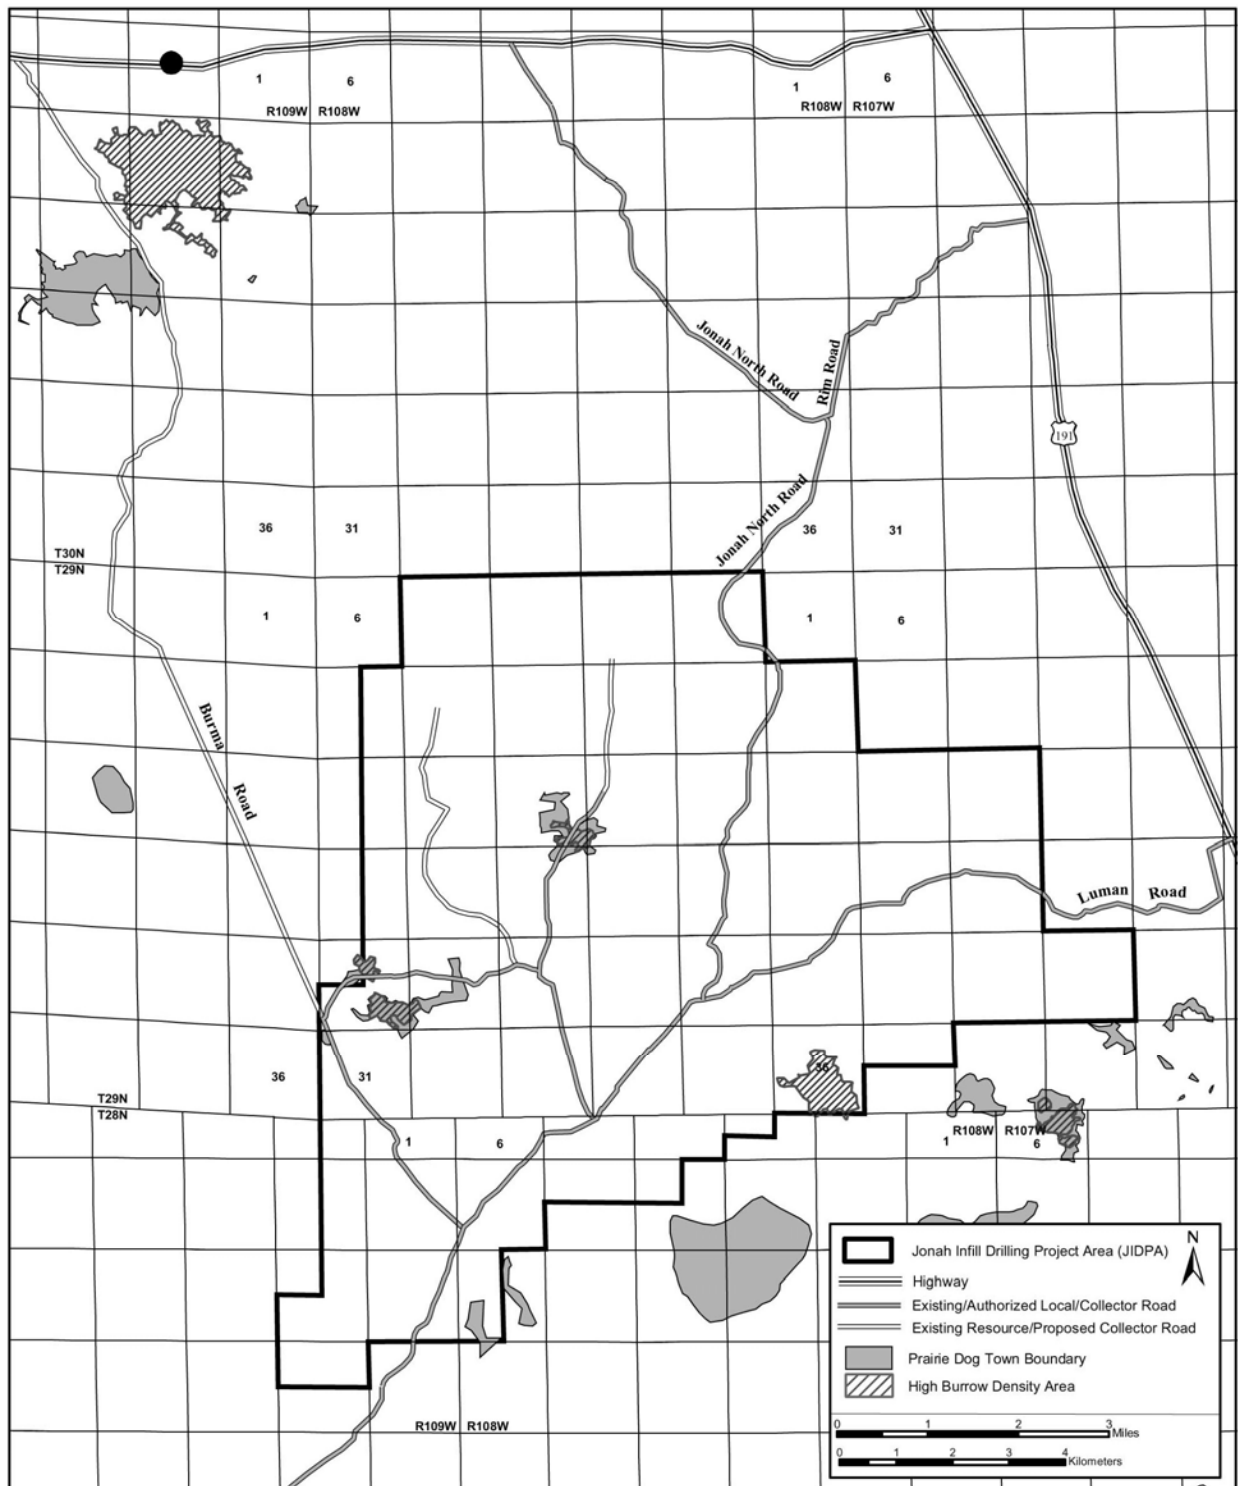 1 6
R109W R108W
1 6
R108W R107W
Jonah North Road
Rim Road
191
Jonah North Road
36 31
36 31
T30N
T29N
1 6
1 6
Burma
Road
Luman Road
36 31
36
T29N
T28N
1 6
R108W R107W
1 6
N
Jonah Infill Drilling Project Area (JIDPA)
Highway
Existing/Authorized Local/Collector Road
Existing Resource/Proposed Collector Road
Prairie Dog Town Boundary
High Burrow Density Area
0 1 2 3
Miles
0 1 2 3 4
Kilometers
R109W R108W